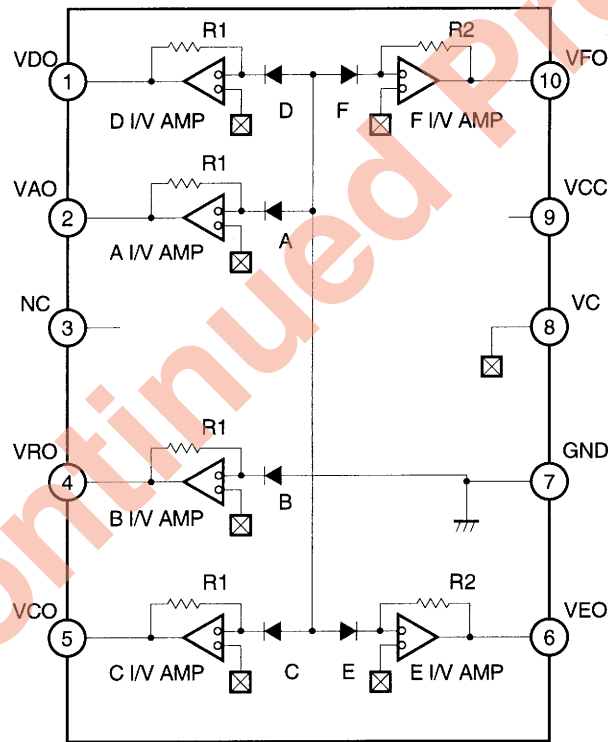 R1
R2
VDO
VFO
1
10
D
F
D I/V AMP
F I/V AMP
R1
VAO
VCC
2
9
A
A I/V AMP
NC
VC
3
8
R1
VRO
GND
4
7
B
B I/V AMP
R1
R2
VCO
VEO
5
6
C I/V AMP
C
E
E I/V AMP
ontinued Pr